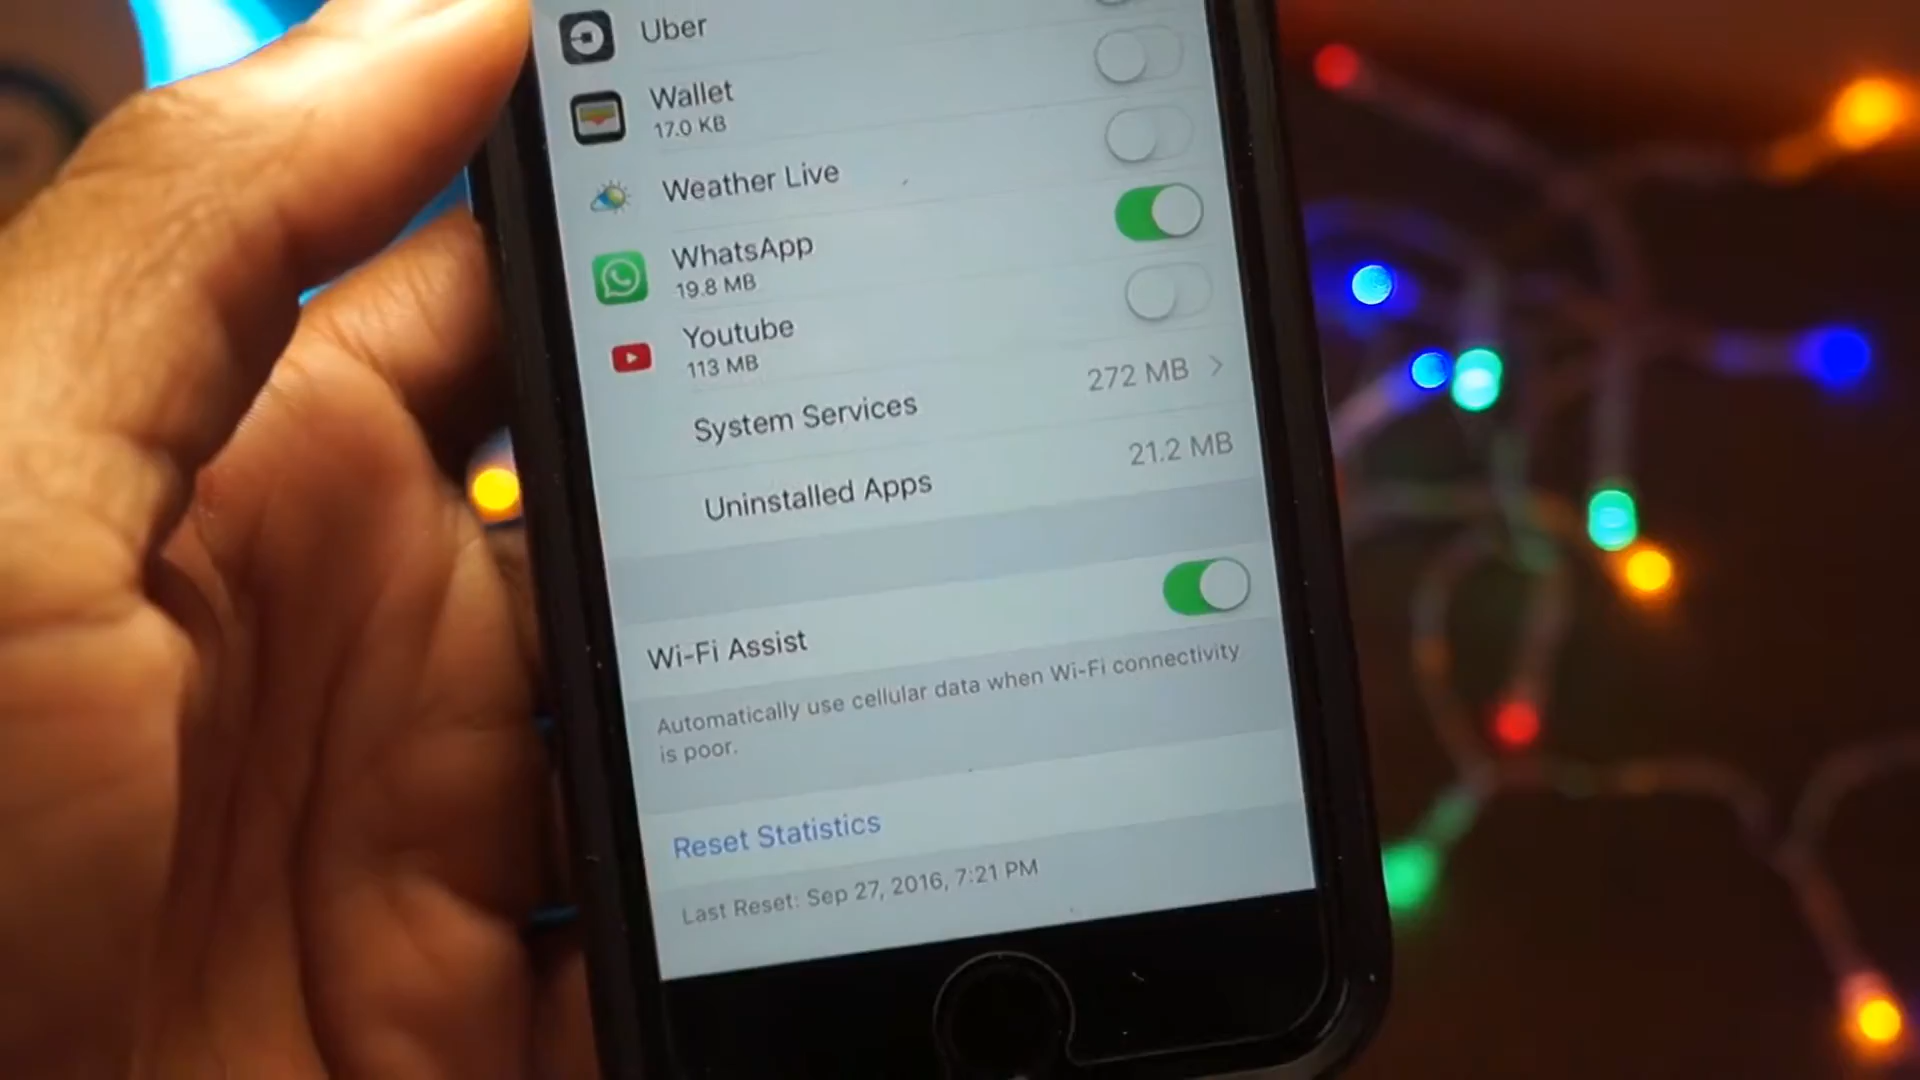 Uber
Wallet
17.0 KB
Weather Live
WhatsApp
19.8 MB
Youtube
113 MB
System Services 272 MB
Uninstalled Apps 21.2 MB
Wi-Fi Assist
Automatically use cellular data when Wi-Fi connectivity
is poor.
Reset Statistics
Last Reset: Sep 27, 2016, 7:21 PM